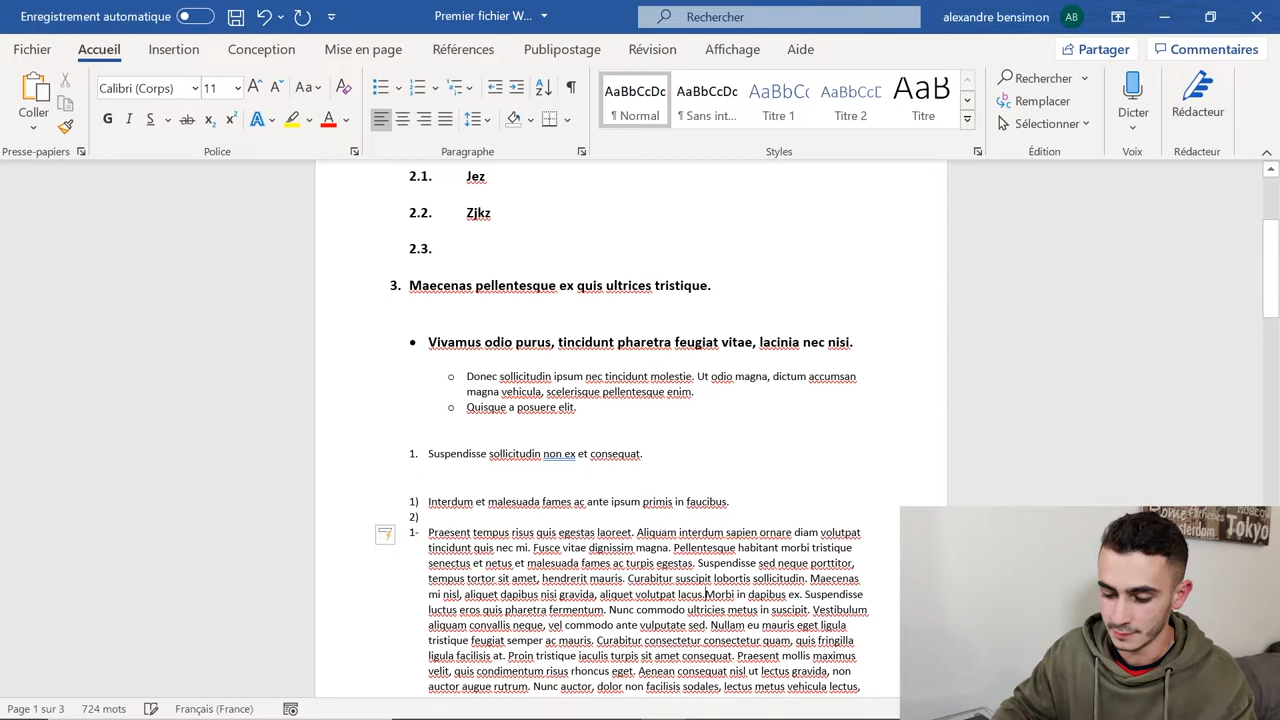 Enregistrement automatique
Premier fichier W...
Rechercher
alexandre bensimon
AB
Fichier
Accueil
Insertion
Conception
Mise en page
Références
Publipostage
Révision
Affichage
Aide
Partager
Commentaires
Coller
Calibri (Corps)
11
Aa
AaBbCcDc
AaBbCcDc
AaBbCc
AaBbCcD
AaB
¶ Normal
¶ Sans int...
Titre 1
Titre 2
Titre
Rechercher
Remplacer
Sélectionner
Dicter
Rédacteur
G I S ab x₂ x² A A
Presse-papiers
Police
Paragraphe
Styles
Édition
Voix
Rédacteur
2.1. Jez
2.2. Zjkz
2.3.
3. Maecenas pellentesque ex quis ultrices tristique.
• Vivamus odio purus, tincidunt pharetra feugiat vitae, lacinia nec nisi.
o Donec sollicitudin ipsum nec tincidunt molestie. Ut odio magna, dictum accumsan
magna vehicula, scelerisque pellentesque enim.
o Quisque a posuere elit.
1. Suspendisse sollicitudin non ex et consequat.
1) Interdum et malesuada fames ac ante ipsum primis in faucibus.
2)
1- Praesent tempus risus quis egestas laoreet. Aliquam interdum sapien ornare diam volutpat
tincidunt quis nec mi. Fusce vitae dignissim magna. Pellentesque habitant morbi tristique
senectus et netus et malesuada fames ac turpis egestas. Suspendisse sed neque porttitor,
tempus tortor sit amet, hendrerit mauris. Curabitur suscipit lobortis sollicitudin. Maecenas
mi nisl, aliquet dapibus nisi gravida, aliquet volutpat lacus.Morbi in dapibus ex. Suspendisse
luctus eros quis pharetra fermentum. Nunc commodo ultricies metus in suscipit. Vestibulum
aliquam convallis neque, vel commodo ante vulputate sed. Nullam eu mauris eget ligula
tristique feugiat semper ac mauris. Curabitur consectetur consectetur quam, quis fringilla
ligula facilisis at. Proin tristique iaculis turpis sit amet consequat. Praesent mollis maximus
velit, quis condimentum risus rhoncus eget. Aenean consequat nisl ut lectus gravida, non
auctor augue rutrum. Nunc auctor, dolor non facilisis sodales, lectus metus vehicula lectus,
Page 1 sur 3
724 mots
Français (France)
Rome
Amsterdam
Tokyo